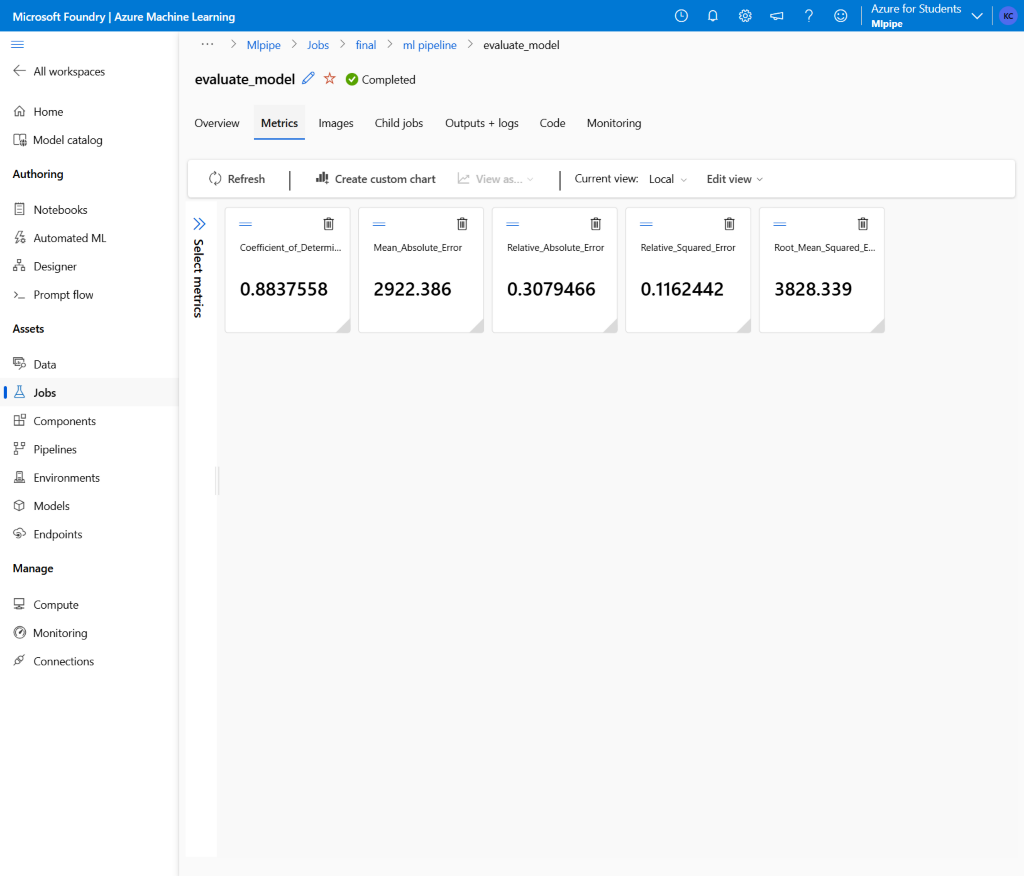 Microsoft Foundry | Azure Machine Learning
Azure for Students
Mlpipe
KC
All workspaces
Home
Model catalog
Authoring
Notebooks
Automated ML
Designer
Prompt flow
Assets
Data
Jobs
Components
Pipelines
Environments
Models
Endpoints
Manage
Compute
Monitoring
Connections
... > Mlpipe > Jobs > final > ml pipeline > evaluate_model
evaluate_model Completed
Overview Metrics Images Child jobs Outputs + logs Code Monitoring
Refresh | Create custom chart View as... | Current view: Local Edit view
Select metrics
Coefficient_of_Determi...
0.8837558
Mean_Absolute_Error
2922.386
Relative_Absolute_Error
0.3079466
Relative_Squared_Error
0.1162442
Root_Mean_Squared_E...
3828.339